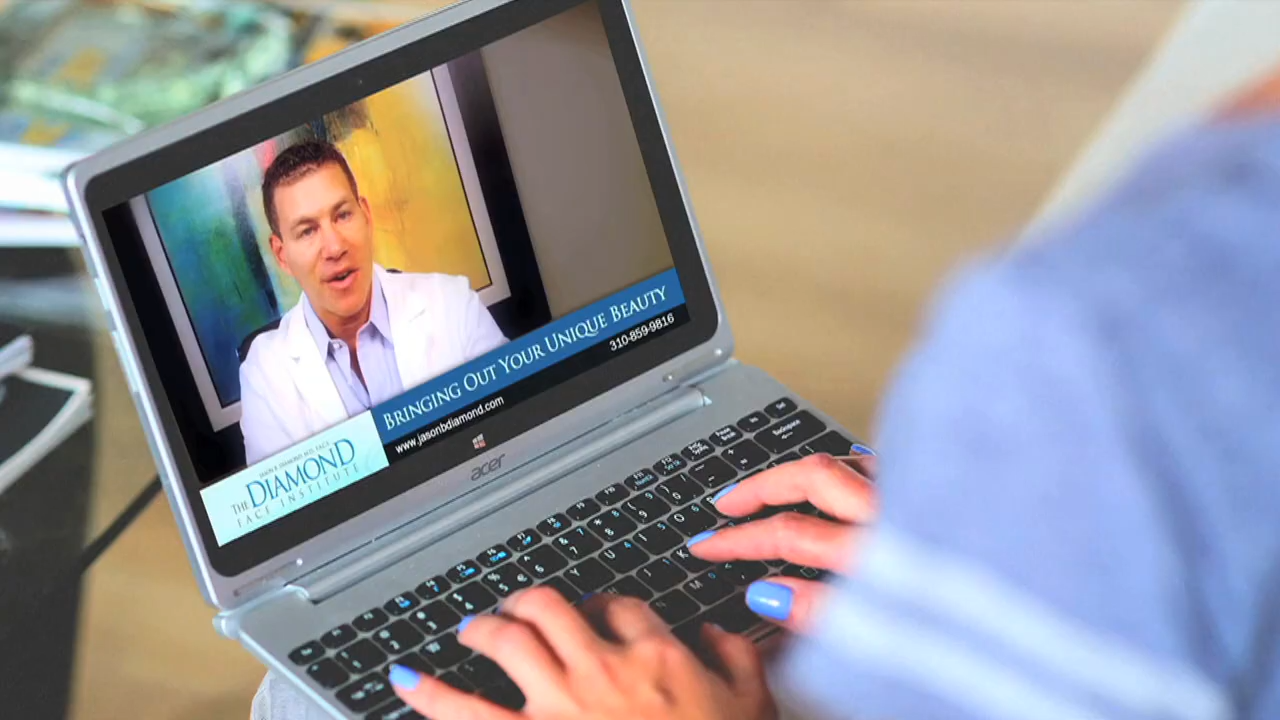 BRINGING OUT YOUR UNIQUE BEAUTY
www.jasonbdiamond.com
310-859-9816
JASON B. DIAMOND, M.D. FACS
THE DIAMOND
FACE INSTITUTE
acer
Backspace